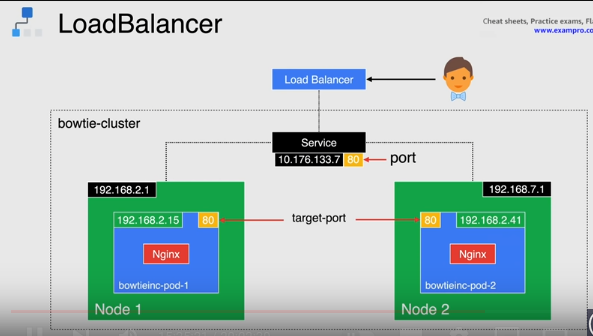 LoadBalancer
Cheat sheets, Practice exams, Fl
www.exampro.co
Load Balancer
bowtie-cluster
Service
10.176.133.7 80 port
192.168.2.1
192.168.7.1
192.168.2.15 80 target-port 80 192.168.2.41
Nginx
Nginx
bowtieinc-pod-1
bowtieinc-pod-2
Node 1
Node 2